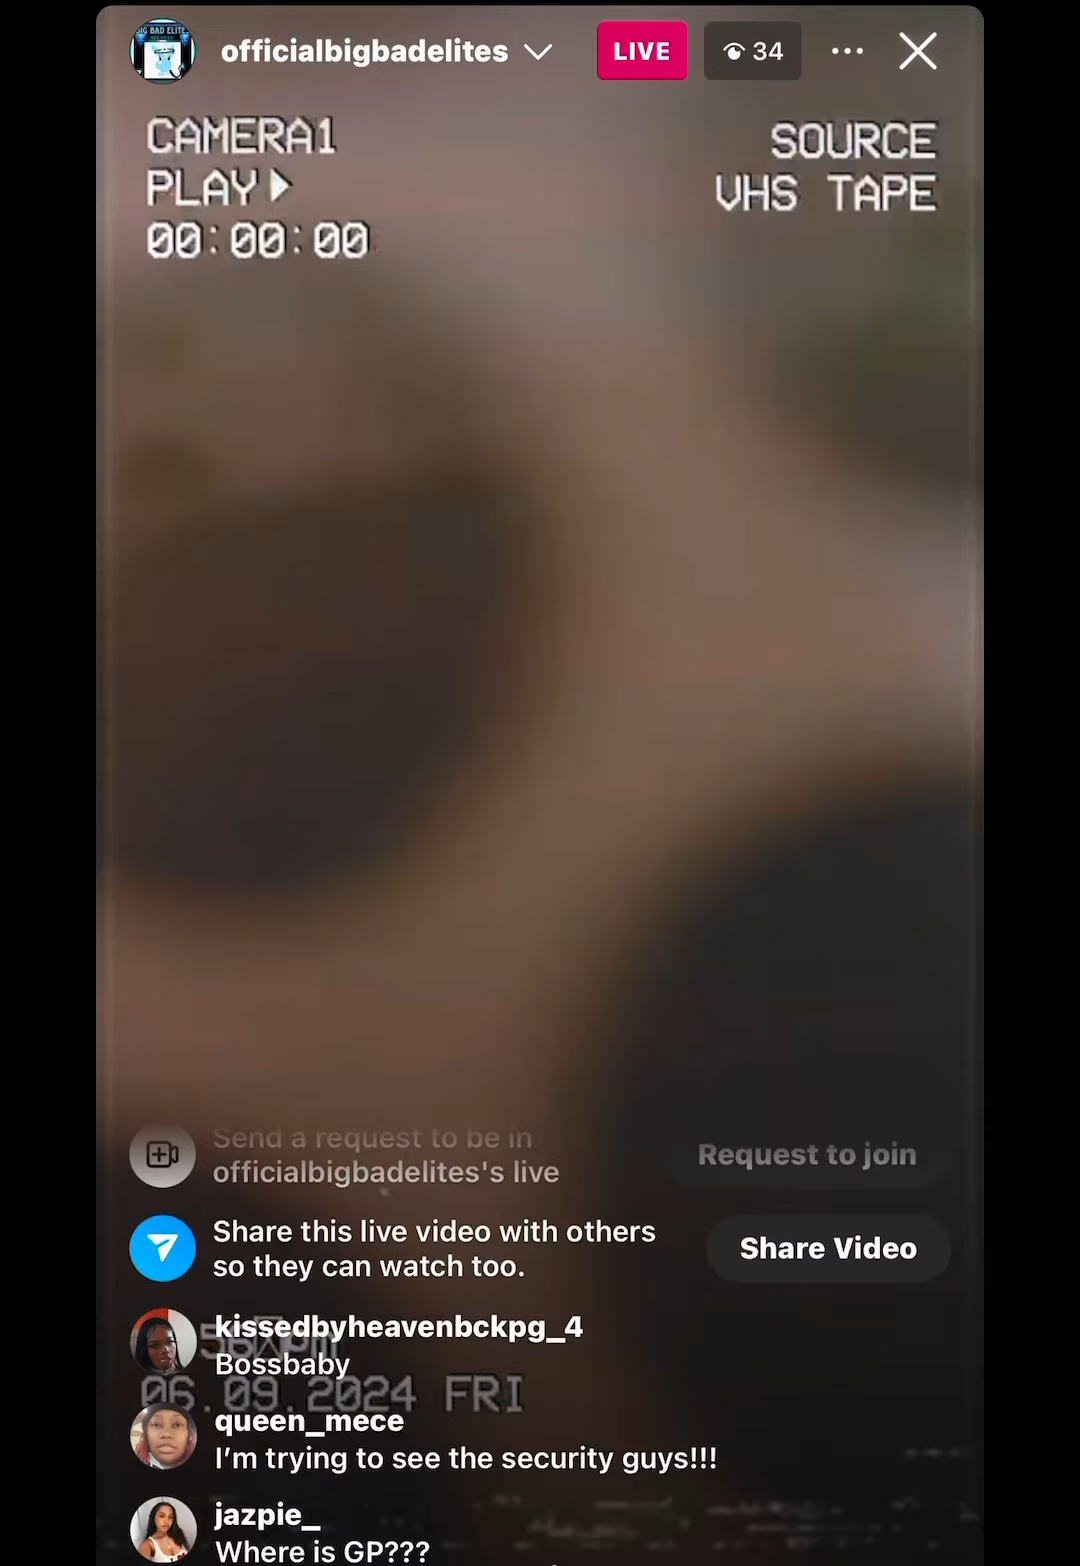 officialbigbadelites
LIVE
34
CAMERA1
PLAY
00:00:00
SOURCE
VHS TAPE
Send a request to be in
officialbigbadelites's live
Request to join
Share this live video with others
so they can watch too.
Share Video
kissedbyheavenbckpg_4
Bossbaby
06.09.2024 FRI
queen_mece
I'm trying to see the security guys!!!
jazpie_
Where is GP???